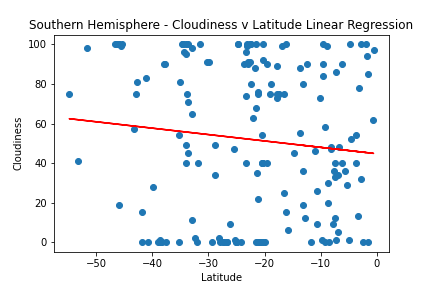 Southern Hemisphere - Cloudiness v Latitude Linear Regression
100
80
60
40
20
0
Cloudiness
−50 −40 −30 −20 −10 0
Latitude